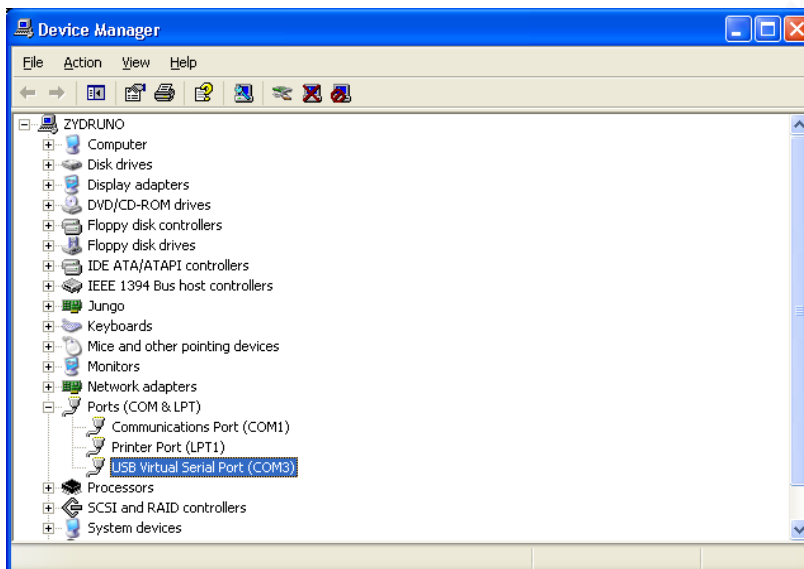 Device Manager
File Action View Help
ZYDRUNO
Computer
Disk drives
Display adapters
DVD/CD-ROM drives
Floppy disk controllers
Floppy disk drives
IDE ATA/ATAPI controllers
IEEE 1394 Bus host controllers
Jungo
Keyboards
Mice and other pointing devices
Monitors
Network adapters
Ports (COM & LPT)
Communications Port (COM1)
Printer Port (LPT1)
USB Virtual Serial Port (COM3)
Processors
SCSI and RAID controllers
System devices